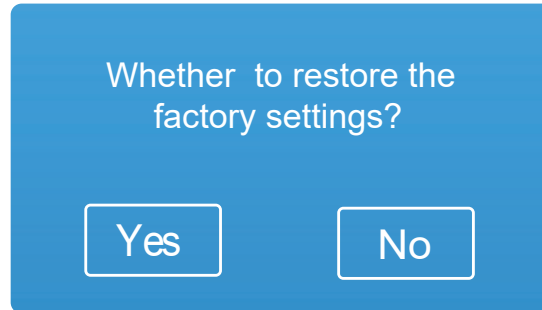 Whether  to restore the
factory settings?
Yes
No